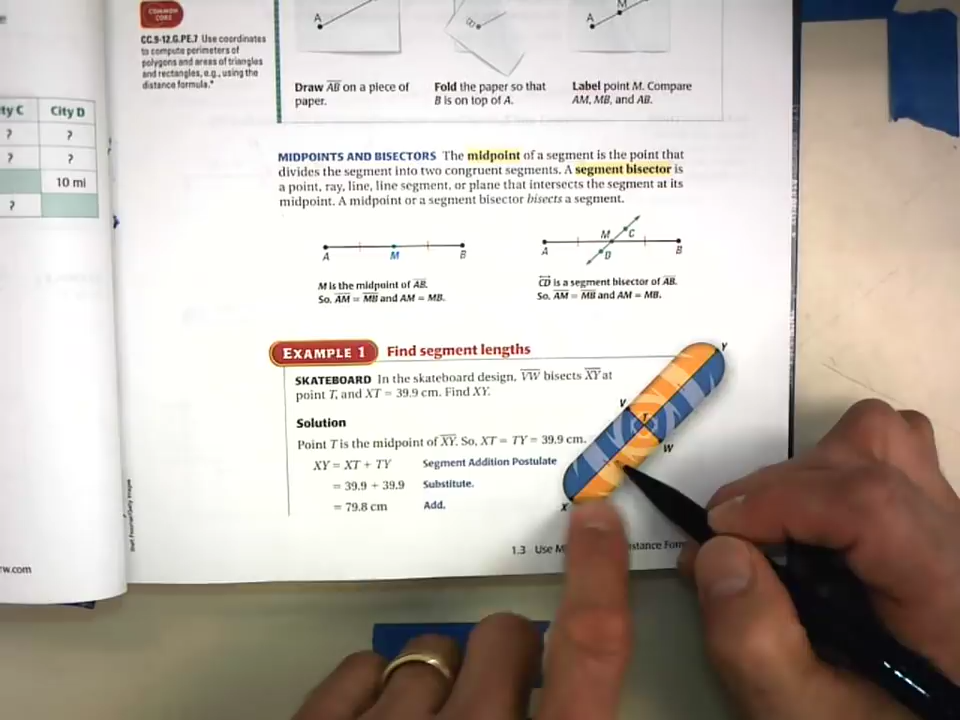 COMMON
CORE
CC.9-12.G.PE.7 Use coordinates
to compute perimeters of
polygons and areas of triangles
and rectangles, e.g., using the
distance formula.*
ty C City D
? ?
? ?
10 mi
?
rw.com
A
B
A
M
Draw AB on a piece of
paper.
Fold the paper so that
B is on top of A.
Label point M. Compare
AM, MB, and AB.
MIDPOINTS AND BISECTORS The midpoint of a segment is the point that
divides the segment into two congruent segments. A segment bisector is
a point, ray, line, line segment, or plane that intersects the segment at its
midpoint. A midpoint or a segment bisector bisects a segment.
A M B
A M C D B
M is the midpoint of AB.
So, AM ≅ MB and AM = MB.
CD is a segment bisector of AB.
So, AM ≅ MB and AM = MB.
EXAMPLE 1 Find segment lengths
SKATEBOARD In the skateboard design, VW bisects XY at
point T, and XT = 39.9 cm. Find XY.
Solution
Point T is the midpoint of XY. So, XT = TY = 39.9 cm.
XY = XT + TY Segment Addition Postulate
= 39.9 + 39.9 Substitute.
= 79.8 cm Add.
Y
V
T
W
X
1.3 Use M